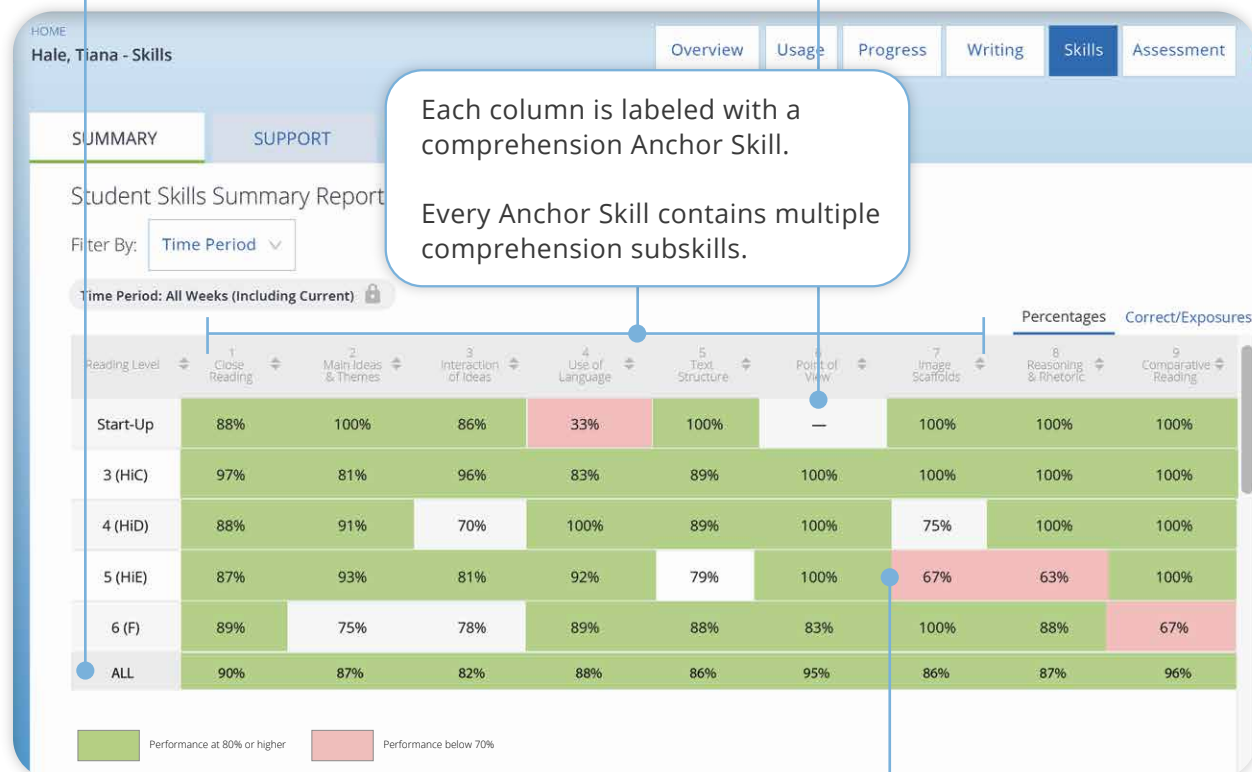 HOME
Hale, Tiana - Skills
Overview Usage Progress Writing Skills Assessment
SUMMARY SUPPORT
Each column is labeled with a
comprehension Anchor Skill.
Every Anchor Skill contains multiple
comprehension subskills.
Student Skills Summary Report
Filter By: Time Period
Time Period: All Weeks (Including Current)
Percentages Correct/Exposures
Reading Level 1 Close Reading 2 Main Ideas & Themes 3 Interaction of Ideas 4 Use of Language 5 Text Structure 6 Point of View 7 Image Scaffolds 8 Reasoning & Rhetoric 9 Comparative Reading
Start-Up 88% 100% 86% 33% 100% — 100% 100% 100%
3 (HiC) 97% 81% 96% 83% 89% 100% 100% 100% 100%
4 (HiD) 88% 91% 70% 100% 89% 100% 75% 100% 100%
5 (HiE) 87% 93% 81% 92% 79% 100% 67% 63% 100%
6 (F) 89% 75% 78% 89% 88% 83% 100% 88% 67%
ALL 90% 87% 82% 88% 86% 95% 86% 87% 96%
Performance at 80% or higher Performance below 70%